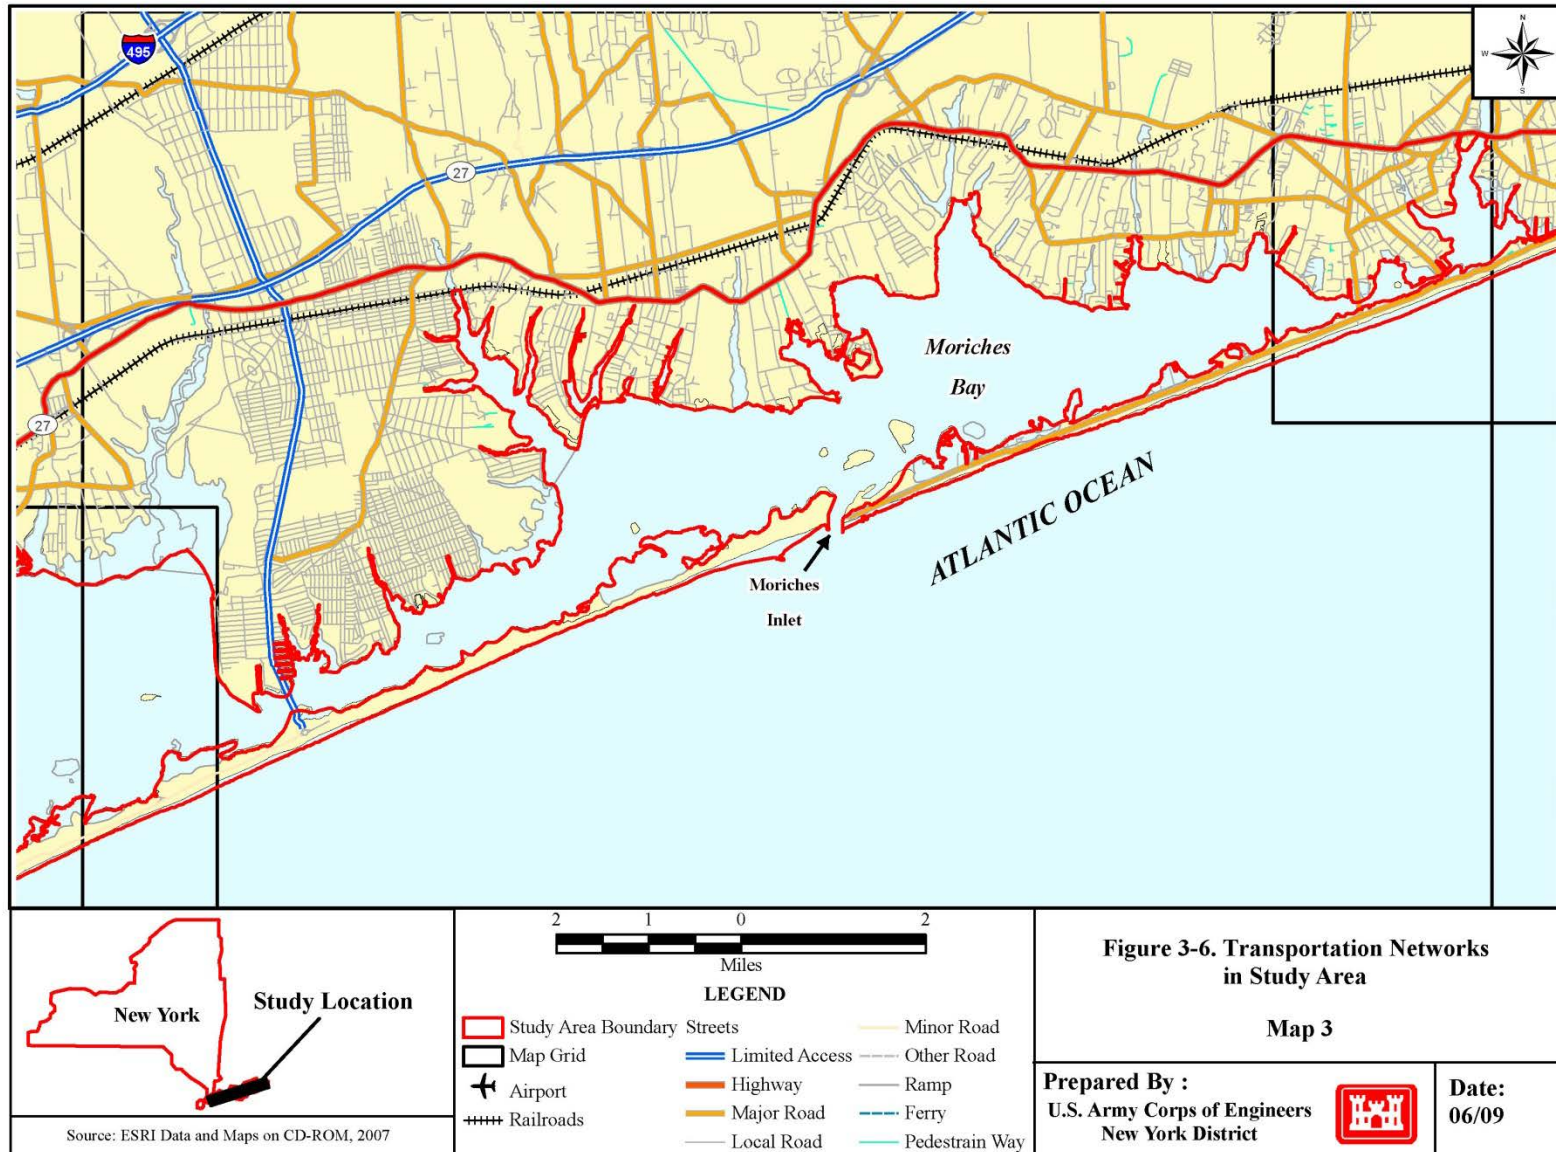 N
W
S
495
27
27
Moriches
Bay
ATLANTIC OCEAN
Moriches
Inlet
New York
Study Location
Source: ESRI Data and Maps on CD-ROM, 2007
2 1 0 2
Miles
LEGEND
Study Area Boundary
Map Grid
Airport
Railroads
Streets
Limited Access
Highway
Major Road
Local Road
Minor Road
Other Road
Ramp
Ferry
Pedestrain Way
Figure 3-6. Transportation Networks
in Study Area
Map 3
Prepared By :
U.S. Army Corps of Engineers
New York District
Date:
06/09